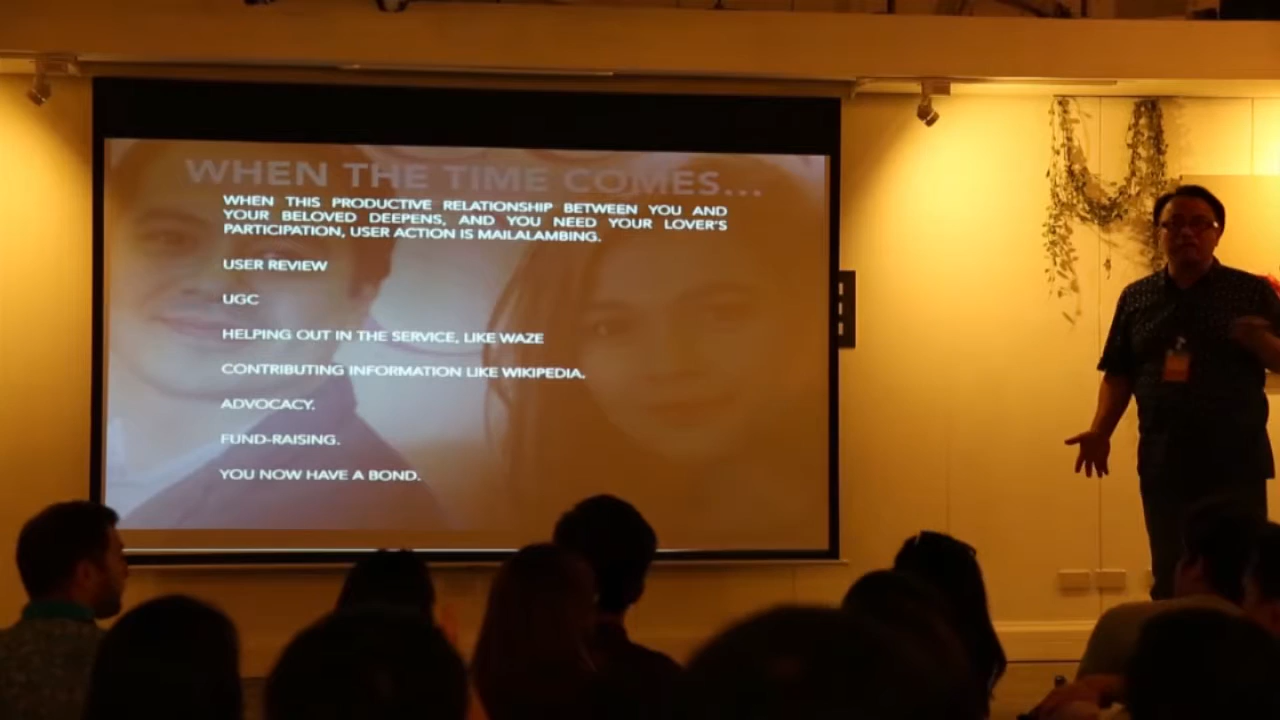 WHEN THE TIME COMES...
WHEN THIS PRODUCTIVE RELATIONSHIP BETWEEN YOU AND
YOUR BELOVED DEEPENS, AND YOU NEED YOUR LOVER'S
PARTICIPATION, USER ACTION IS MAILALAMBING.
USER REVIEW
UGC
HELPING OUT IN THE SERVICE, LIKE WAZE
CONTRIBUTING INFORMATION LIKE WIKIPEDIA.
ADVOCACY.
FUND-RAISING.
YOU NOW HAVE A BOND.